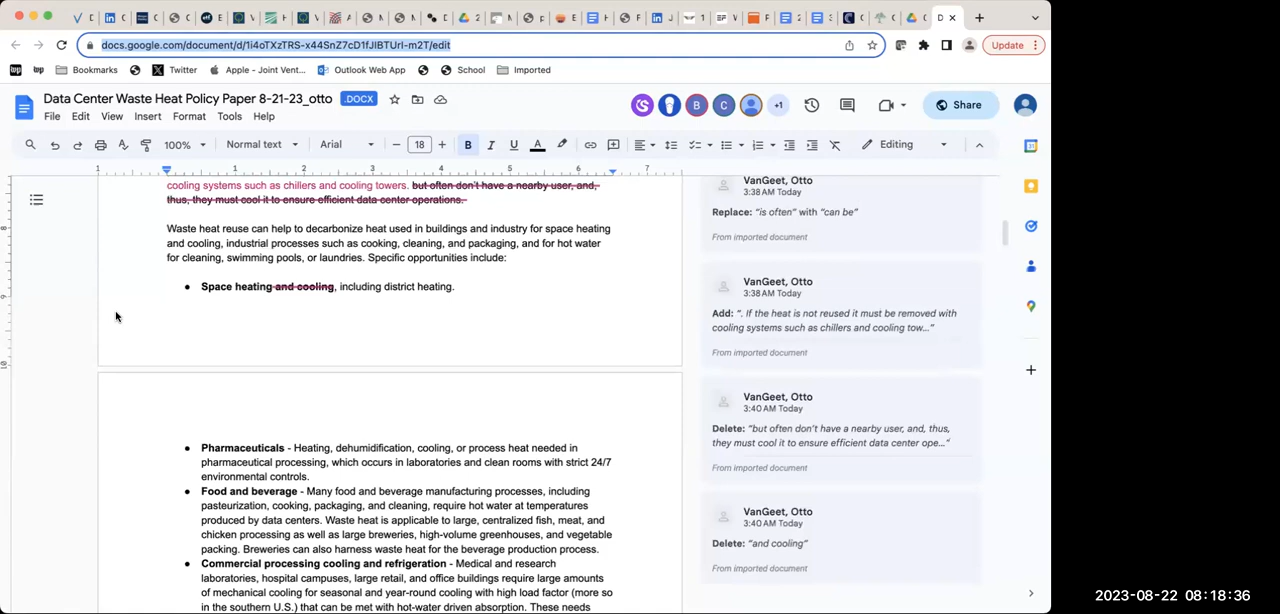 docs.google.com/document/d/1i4oTXzTRS-x44SnZ7cD1fJIBTUrI-m2T/edit
Update
wp
wp
Bookmarks
Twitter
Apple - Joint Vent...
Outlook Web App
School
Imported
Data Center Waste Heat Policy Paper 8-21-23_otto
.DOCX
B
C
+1
Share
File
Edit
View
Insert
Format
Tools
Help
100%
Normal text
Arial
18
B
I
U
A
Editing
1
2
3
4
5
6
7
8
9
10
cooling systems such as chillers and cooling towers. but often don't have a nearby user, and,
thus, they must cool it to ensure efficient data center operations.
Waste heat reuse can help to decarbonize heat used in buildings and industry for space heating
and cooling, industrial processes such as cooking, cleaning, and packaging, and for hot water
for cleaning, swimming pools, or laundries. Specific opportunities include:
● Space heating and cooling, including district heating.
● Pharmaceuticals - Heating, dehumidification, cooling, or process heat needed in
pharmaceutical processing, which occurs in laboratories and clean rooms with strict 24/7
environmental controls.
● Food and beverage - Many food and beverage manufacturing processes, including
pasteurization, cooking, packaging, and cleaning, require hot water at temperatures
produced by data centers. Waste heat is applicable to large, centralized fish, meat, and
chicken processing as well as large breweries, high-volume greenhouses, and vegetable
packing. Breweries can also harness waste heat for the beverage production process.
● Commercial processing cooling and refrigeration - Medical and research
laboratories, hospital campuses, large retail, and office buildings require large amounts
of mechanical cooling for seasonal and year-round cooling with high load factor (more so
in the southern U.S.) that can be met with hot-water driven absorption. These needs
VanGeet, Otto
3:38 AM Today
Replace: "is often" with "can be"
From imported document
VanGeet, Otto
3:38 AM Today
Add: ". If the heat is not reused it must be removed with
cooling systems such as chillers and cooling tow..."
From imported document
VanGeet, Otto
3:40 AM Today
Delete: "but often don't have a nearby user, and, thus,
they must cool it to ensure efficient data center ope..."
From imported document
VanGeet, Otto
3:40 AM Today
Delete: "and cooling"
From imported document
2023-08-22 08:18:36